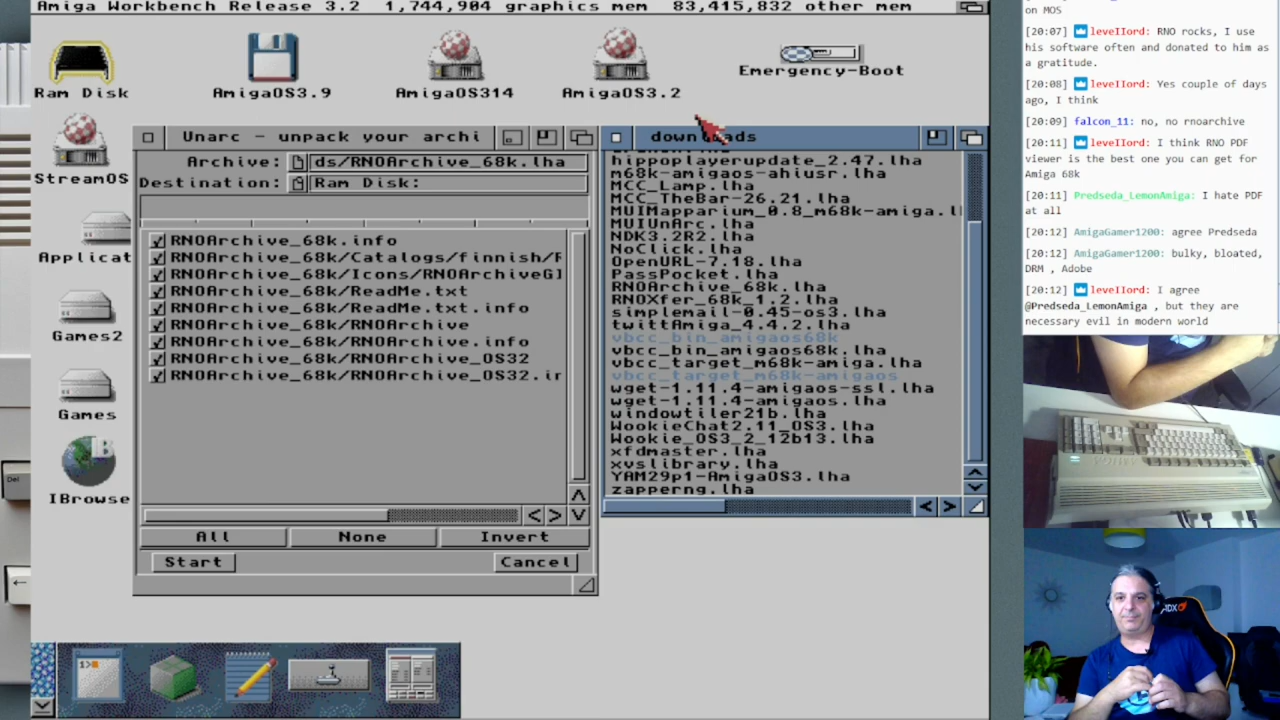 Amiga Workbench Release 3.2   1,744,904 graphics mem   83,415,832 other mem
Ram Disk
AmigaOS3.9
AmigaOS314
AmigaOS3.2
Emergency-Boot
StreamOS
Applicat
Games2
Games
IBrowse
Unarc - unpack your archi
Archive: ds/RNOArchive_68k.lha
Destination: Ram Disk:
RNOArchive_68k.info
RNOArchive_68k/Catalogs/finnish/F
RNOArchive_68k/Icons/RNOArchiveG]
RNOArchive_68k/ReadMe.txt
RNOArchive_68k/ReadMe.txt.info
RNOArchive_68k/RNOArchive
RNOArchive_68k/RNOArchive.info
RNOArchive_68k/RNOArchive_OS32
RNOArchive_68k/RNOArchive_OS32.ir
All
None
Invert
Start
Cancel
downloads
hippoplayerupdate_2.47.lha
m68k-amigaos-ahiusr.lha
MCC_Lamp.lha
MCC_TheBar-26.21.lha
MUIMapparium_0.8_m68k-amiga.l
MUIUnArc.lha
NDK3.2R2.lha
NoClick.lha
OpenURL-7.18.lha
PassPocket.lha
RNOArchive_68k.lha
RNOXfer_68k_1.2.lha
simplemail-0.45-os3.lha
twittAmiga_4.4.2.lha
vbcc_bin_amigaos68k
vbcc_bin_amigaos68k.lha
vbcc_target_m68k-amiga.lha
vbcc_target_m68k-amigaos
wget-1.11.4-amigaos-ssl.lha
wget-1.11.4-amigaos.lha
windowtiler21b.lha
WookieChat2.11_OS3.lha
Wookie_OS3_2_12b13.lha
xfdmaster.lha
xvslibrary.lha
YAM29p1-AmigaOS3.lha
zapperng.lha
on MOS
[20:07] leveIIord: RNO rocks, I use
his software often and donated to him as
a gratitude.
[20:08] leveIIord: Yes couple of days
ago, I think
[20:09] falcon_11: no, no rnoarchive
[20:11] leveIIord: I think RNO PDF
viewer is the best one you can get for
Amiga 68k
[20:11] Predseda_LemonAmiga: I hate PDF
at all
[20:12] AmigaGamer1200: agree Predseda
[20:12] AmigaGamer1200: bulky, bloated,
DRM , Adobe
[20:12] leveIIord: I agree
@Predseda_LemonAmiga , but they are
necessary evil in modern world
Del
1>